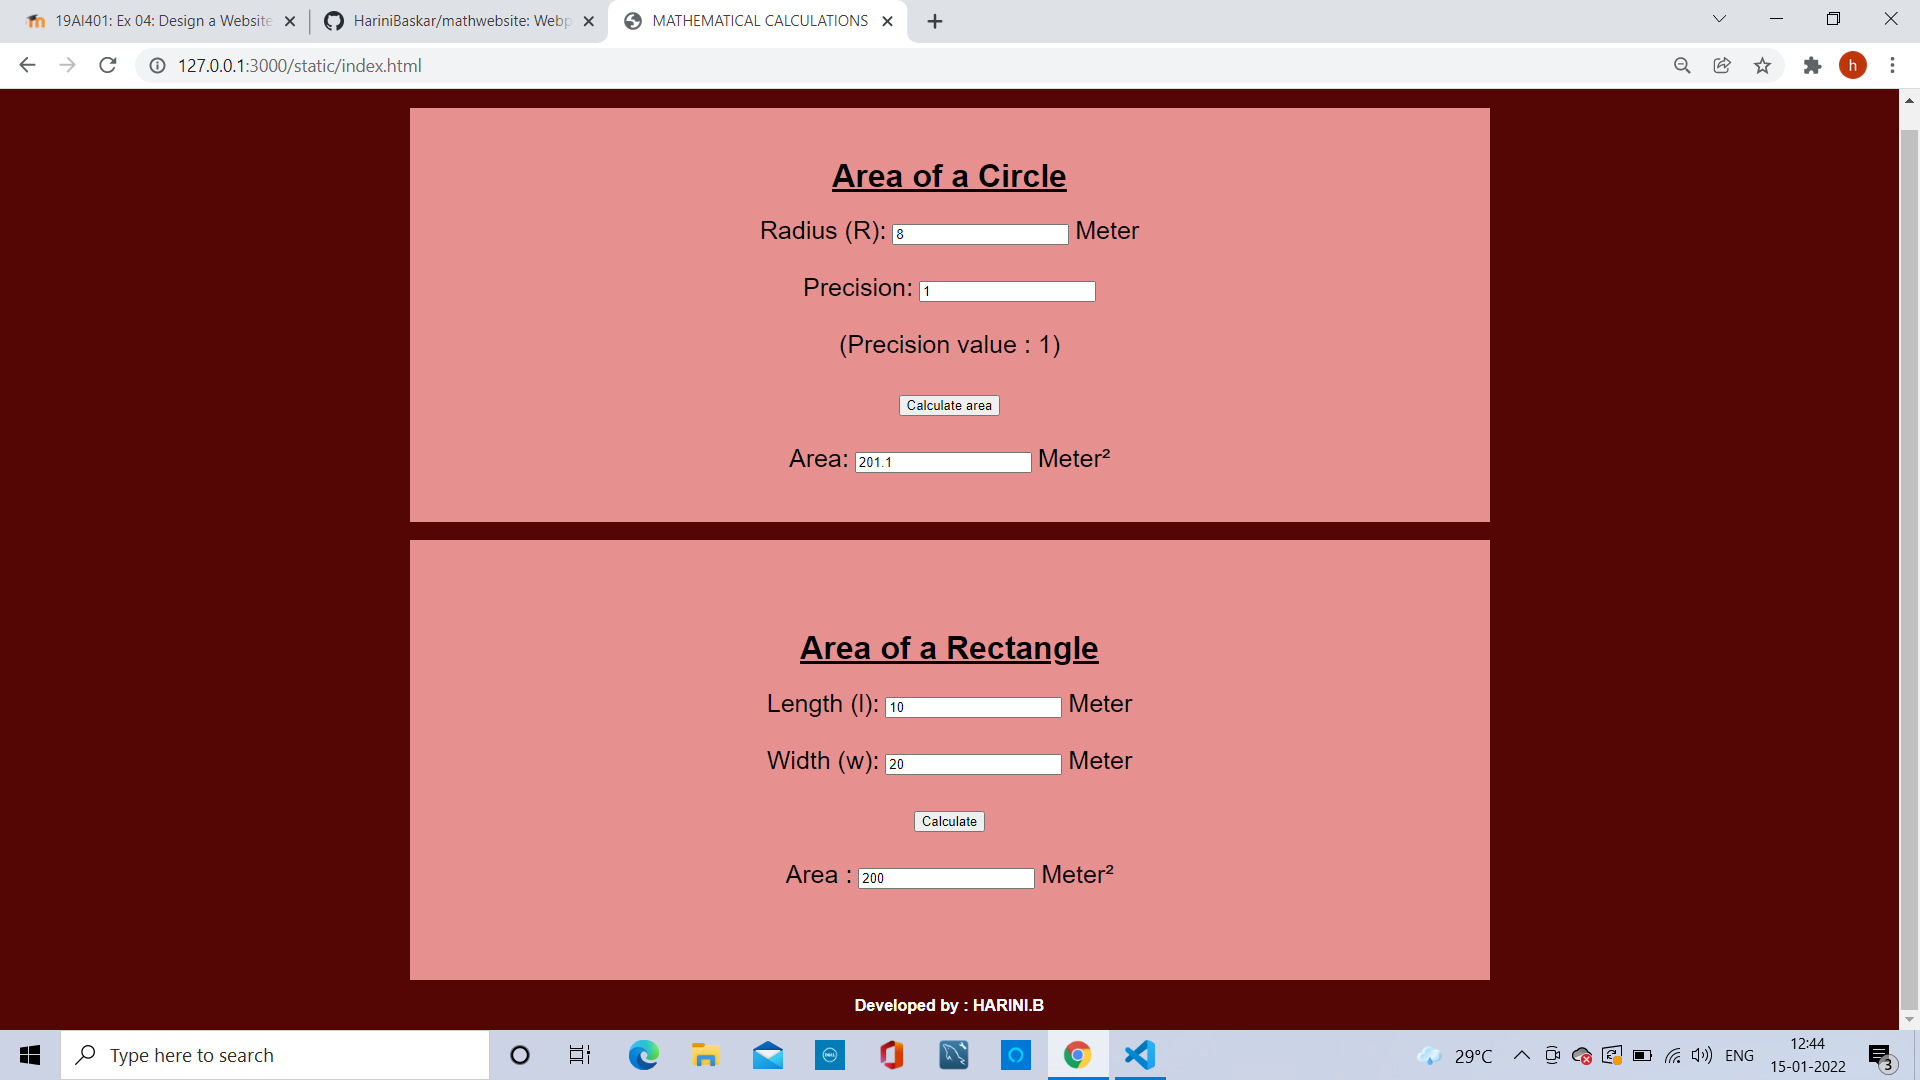 19AI401: Ex 04: Design a Website
HariniBaskar/mathwebsite: Webp
MATHEMATICAL CALCULATIONS
127.0.0.1:3000/static/index.html
h
Area of a Circle
Radius (R): 8 Meter
Precision: 1
(Precision value : 1)
Calculate area
Area: 201.1 Meter²
Area of a Rectangle
Length (l): 10 Meter
Width (w): 20 Meter
Calculate
Area : 200 Meter²
Developed by : HARINI.B
Type here to search
DELL
29°C
ENG
12:44
15-01-2022
3